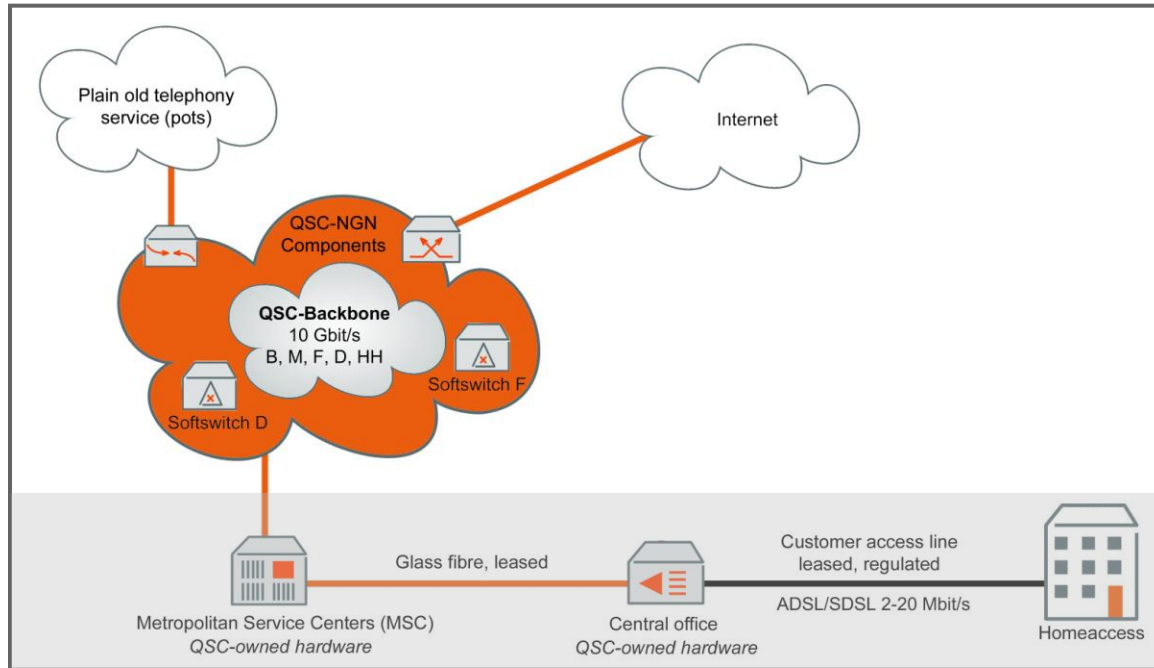 Plain old telephony
service (pots)
Internet
QSC-NGN
Components
QSC-Backbone
10 Gbit/s
B, M, F, D, HH
Softswitch F
Softswitch D
Glass fibre, leased
Customer access line
leased, regulated
ADSL/SDSL 2-20 Mbit/s
Metropolitan Service Centers (MSC)
QSC-owned hardware
Central office
QSC-owned hardware
Homeaccess